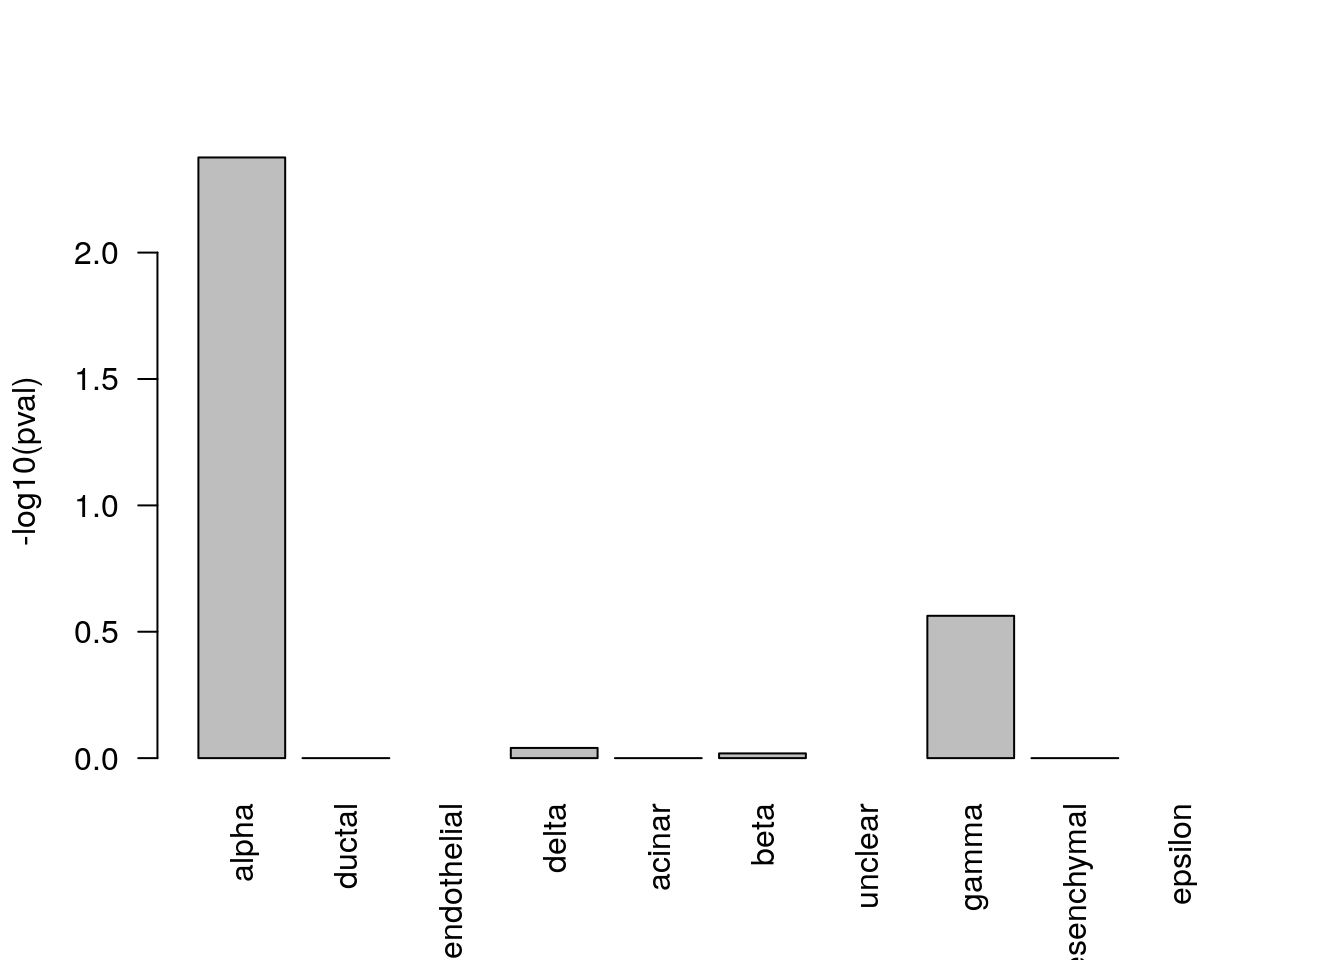 -log10(pval)
2.0
1.5
1.0
0.5
0.0
alpha
ductal
endothelial
delta
acinar
beta
unclear
gamma
esenchymal
epsilon